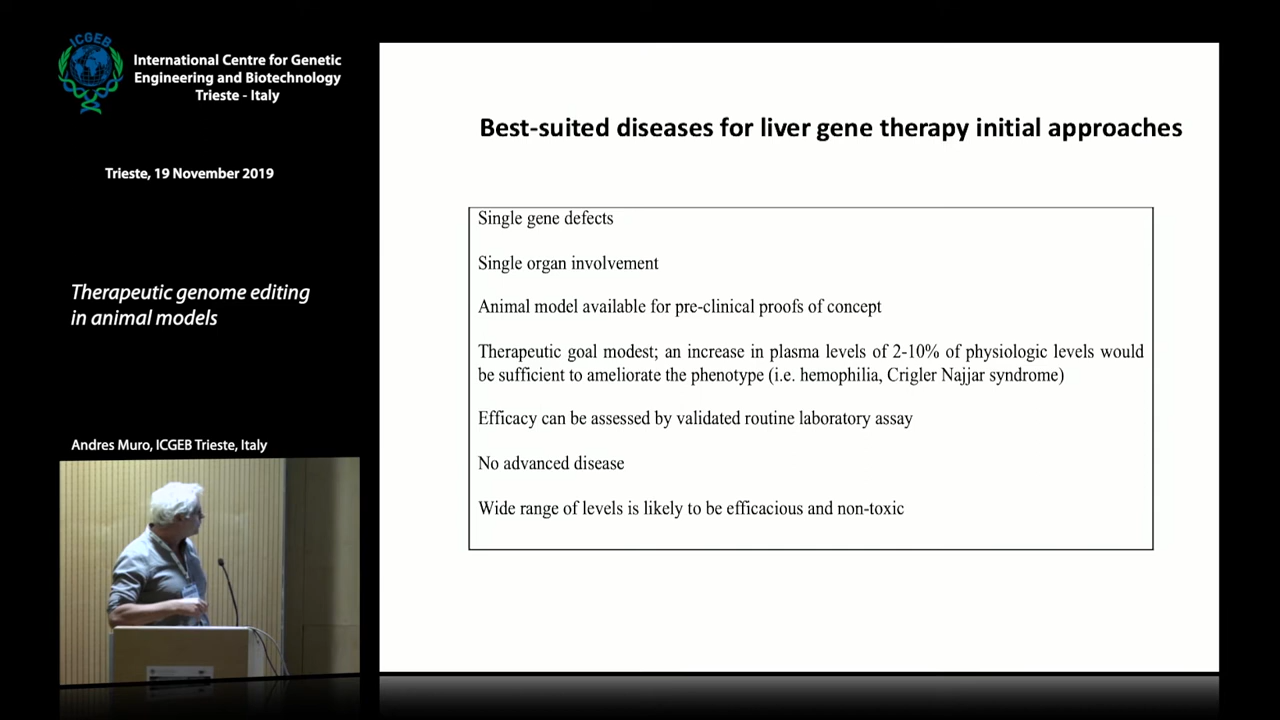 ICGEB
International Centre for Genetic
Engineering and Biotechnology
Trieste - Italy
Trieste, 19 November 2019
Therapeutic genome editing
in animal models
Andres Muro, ICGEB Trieste, Italy
Best-suited diseases for liver gene therapy initial approaches
Single gene defects
Single organ involvement
Animal model available for pre-clinical proofs of concept
Therapeutic goal modest; an increase in plasma levels of 2-10% of physiologic levels would
be sufficient to ameliorate the phenotype (i.e. hemophilia, Crigler Najjar syndrome)
Efficacy can be assessed by validated routine laboratory assay
No advanced disease
Wide range of levels is likely to be efficacious and non-toxic